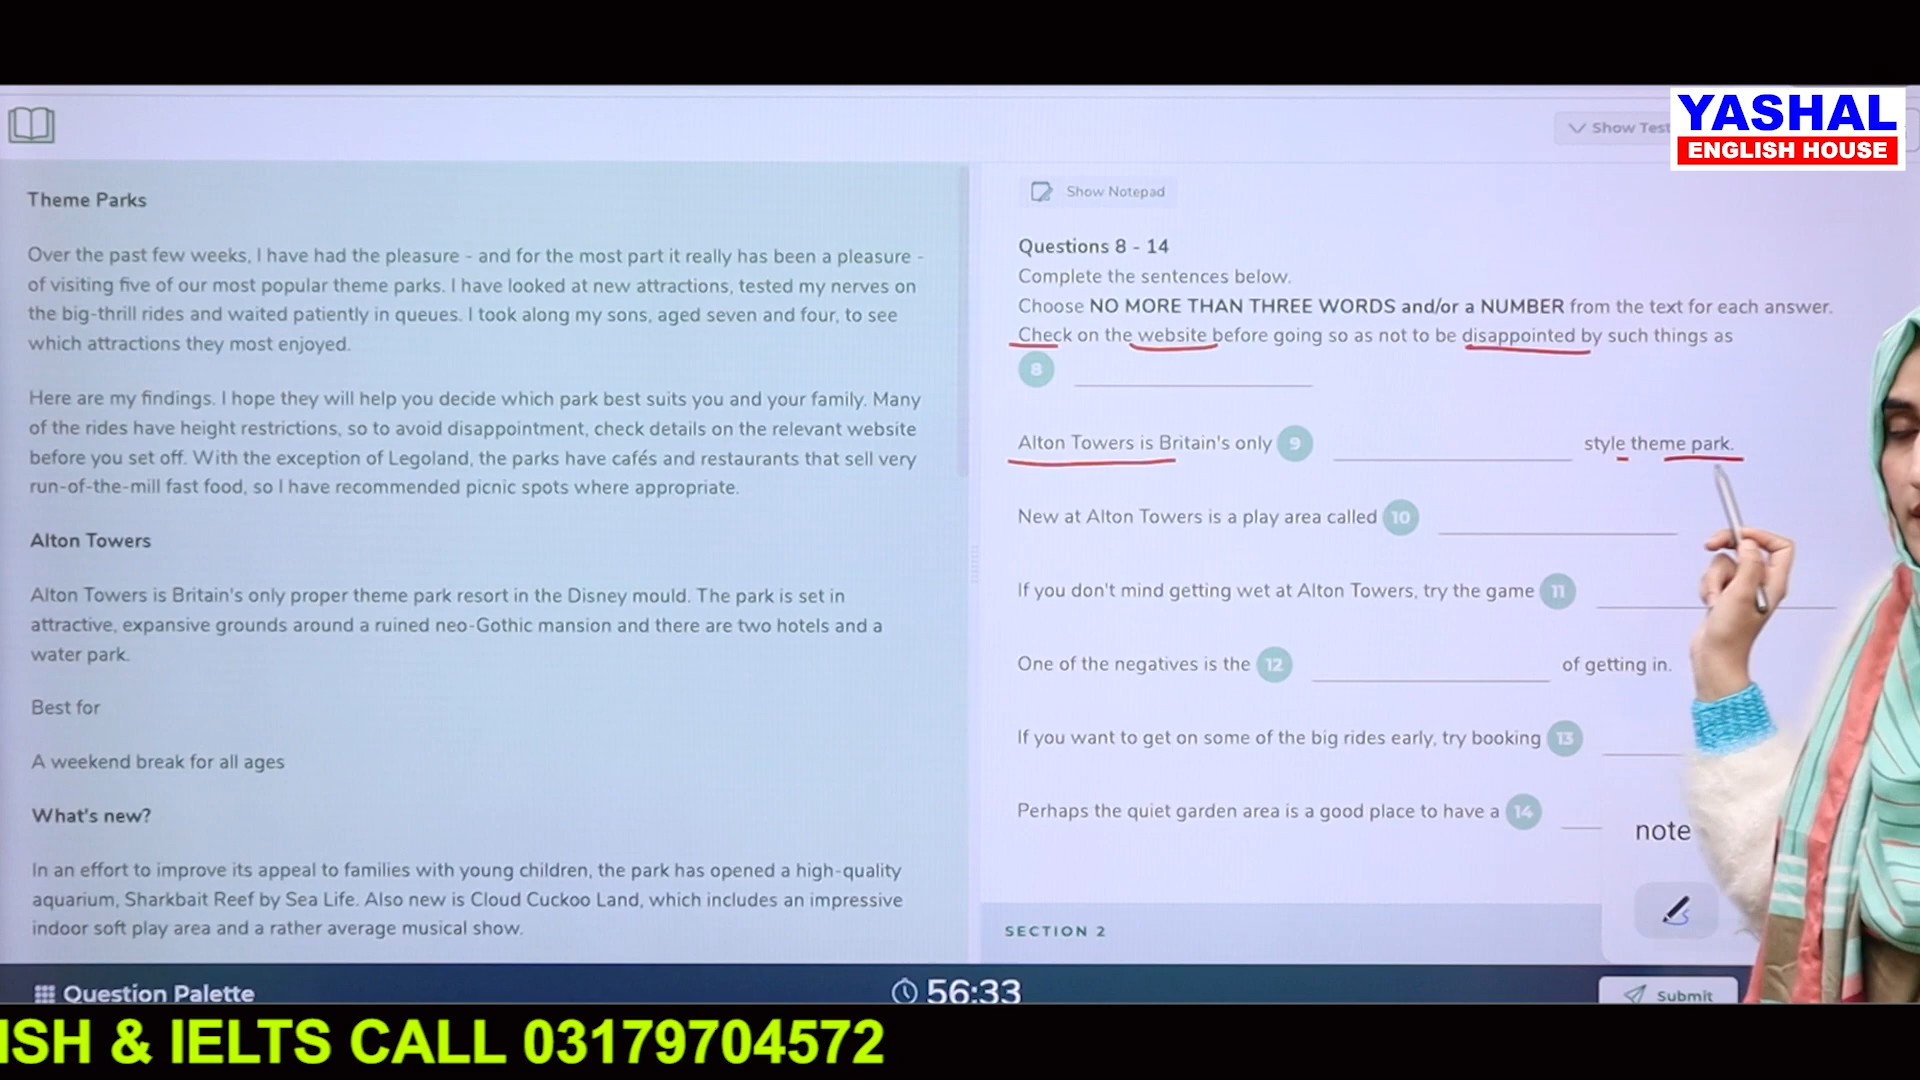 YASHAL
ENGLISH HOUSE
Show Test
Theme Parks
Over the past few weeks, I have had the pleasure - and for the most part it really has been a pleasure -
of visiting five of our most popular theme parks. I have looked at new attractions, tested my nerves on
the big-thrill rides and waited patiently in queues. I took along my sons, aged seven and four, to see
which attractions they most enjoyed.
Here are my findings. I hope they will help you decide which park best suits you and your family. Many
of the rides have height restrictions, so to avoid disappointment, check details on the relevant website
before you set off. With the exception of Legoland, the parks have cafés and restaurants that sell very
run-of-the-mill fast food, so I have recommended picnic spots where appropriate.
Alton Towers
Alton Towers is Britain's only proper theme park resort in the Disney mould. The park is set in
attractive, expansive grounds around a ruined neo-Gothic mansion and there are two hotels and a
water park.
Best for
A weekend break for all ages
What's new?
In an effort to improve its appeal to families with young children, the park has opened a high-quality
aquarium, Sharkbait Reef by Sea Life. Also new is Cloud Cuckoo Land, which includes an impressive
indoor soft play area and a rather average musical show.
Show Notepad
Questions 8 - 14
Complete the sentences below.
Choose NO MORE THAN THREE WORDS and/or a NUMBER from the text for each answer.
Check on the website before going so as not to be disappointed by such things as
8
Alton Towers is Britain's only 9 style theme park.
New at Alton Towers is a play area called 10
If you don't mind getting wet at Alton Towers, try the game 11
One of the negatives is the 12 of getting in.
If you want to get on some of the big rides early, try booking 13
Perhaps the quiet garden area is a good place to have a 14
note
SECTION 2
Question Palette
56:33
Submit
ISH & IELTS CALL 03179704572